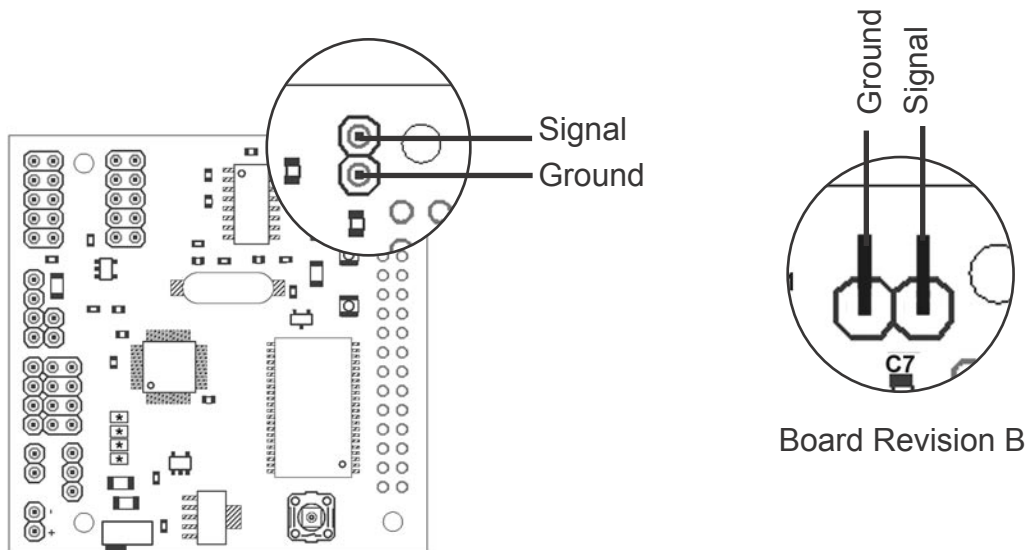 Signal
Ground
Ground
Signal
C7
Board Revision B
* 
*
*
*
-
+